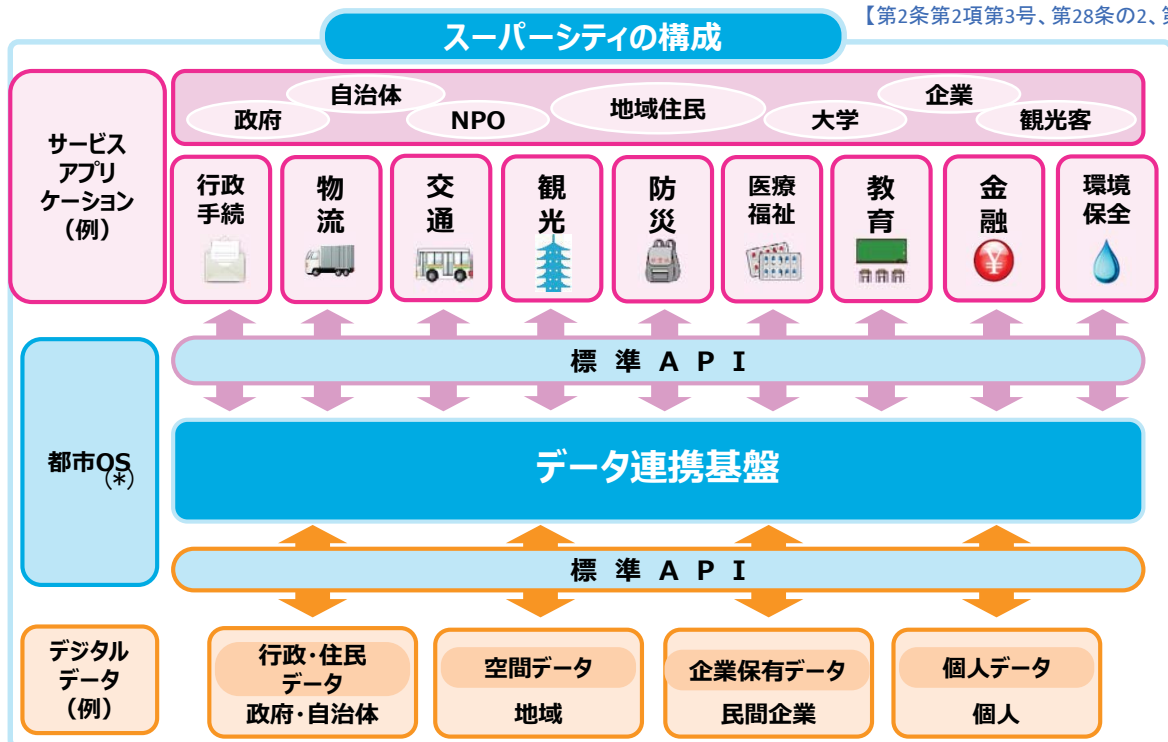 【第2条第2項第3号、第28条の2、
スーパーシティの構成
サービス
アプリ
ケーション
（例）
自治体
企業
政府
NPO
地域住民
大学
観光客
行政
手続
物
流
交
通
観
光
防
災
医療
福祉
教
育
金
融
環境
保全
標 準 A P I
都市OS
(*)
データ連携基盤
標 準 A P I
デジタル
データ
（例）
行政・住民
データ
政府・自治体
空間データ
地域
企業保有データ
民間企業
個人データ
個人